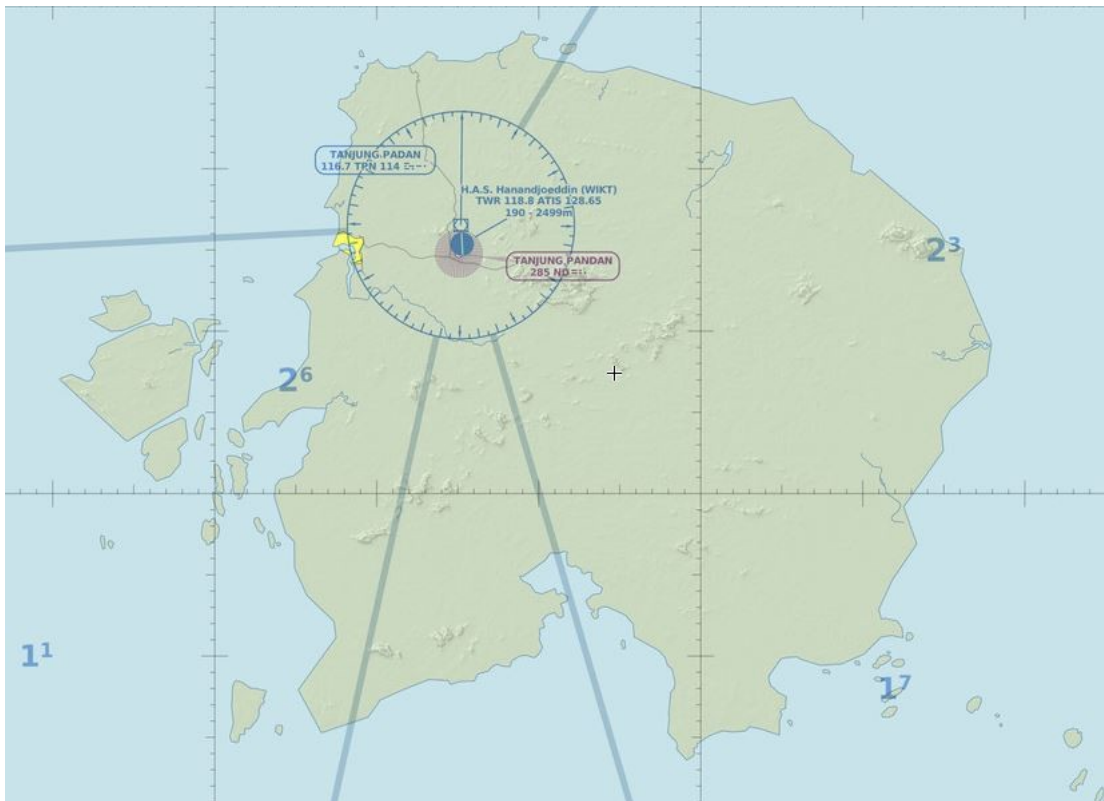 TANJUNG PADAN
116.7 TPN 114
H.A.S. Hanandjoeddin (WIKT)
TWR 118.8 ATIS 128.65
190 - 2499m
TANJUNG PANDAN
285 ND
2³
2⁶
1¹
1⁷